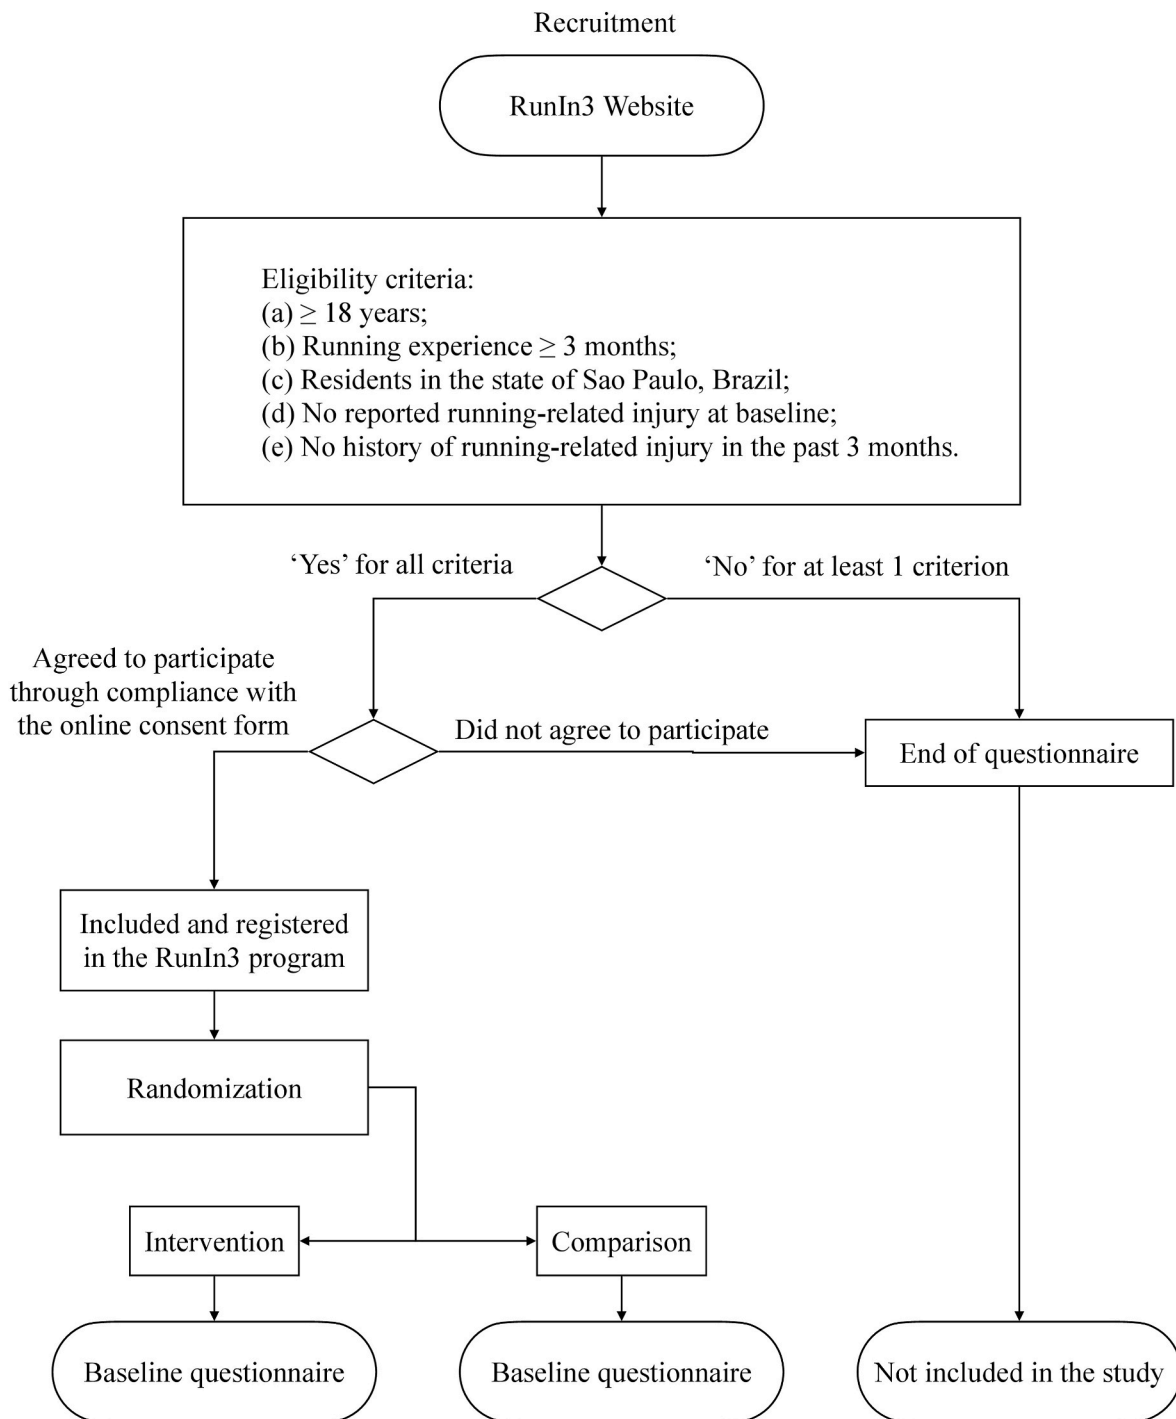 Recruitment
RunIn3 Website
Eligibility criteria:
(a) ≥ 18 years;
(b) Running experience ≥ 3 months;
(c) Residents in the state of Sao Paulo, Brazil;
(d) No reported running-related injury at baseline;
(e) No history of running-related injury in the past 3 months.
‘Yes’ for all criteria
‘No’ for at least 1 criterion
Agreed to participate
through compliance with
the online consent form
Did not agree to participate
End of questionnaire
Included and registered
in the RunIn3 program
Randomization
Intervention
Comparison
Baseline questionnaire
Baseline questionnaire
Not included in the study